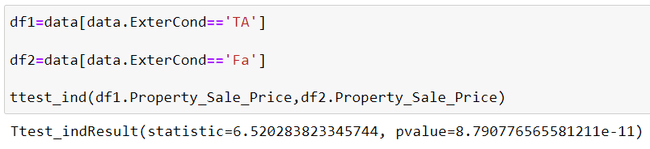 df1=data[data.ExterCond=='TA']
df2=data[data.ExterCond=='Fa']
ttest_ind(df1.Property_Sale_Price,df2.Property_Sale_Price)
Ttest_indResult(statistic=6.520283823345744, pvalue=8.790776565581211e-11)